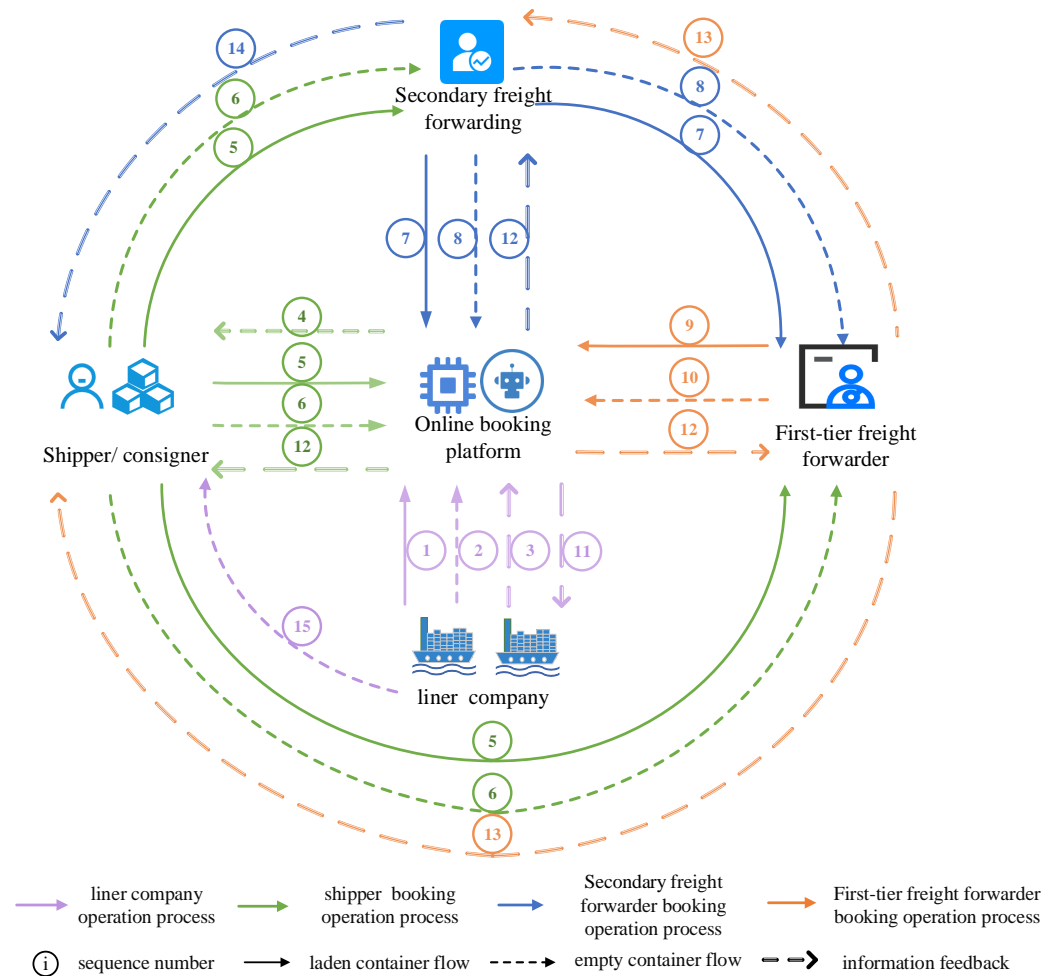 13
14
8
6
Secondary freight
forwarding
7
5
7
8
12
4
9
5
10
6
Online booking
platform
12
12
First-tier freight
forwarder
Shipper/ consigner
1
2
3
11
15
liner company
5
6
13
liner company
operation process
shipper booking
operation process
Secondary freight
forwarder booking
operation process
First-tier freight forwarder
booking operation process
i
sequence number
laden container flow
empty container flow
information feedback